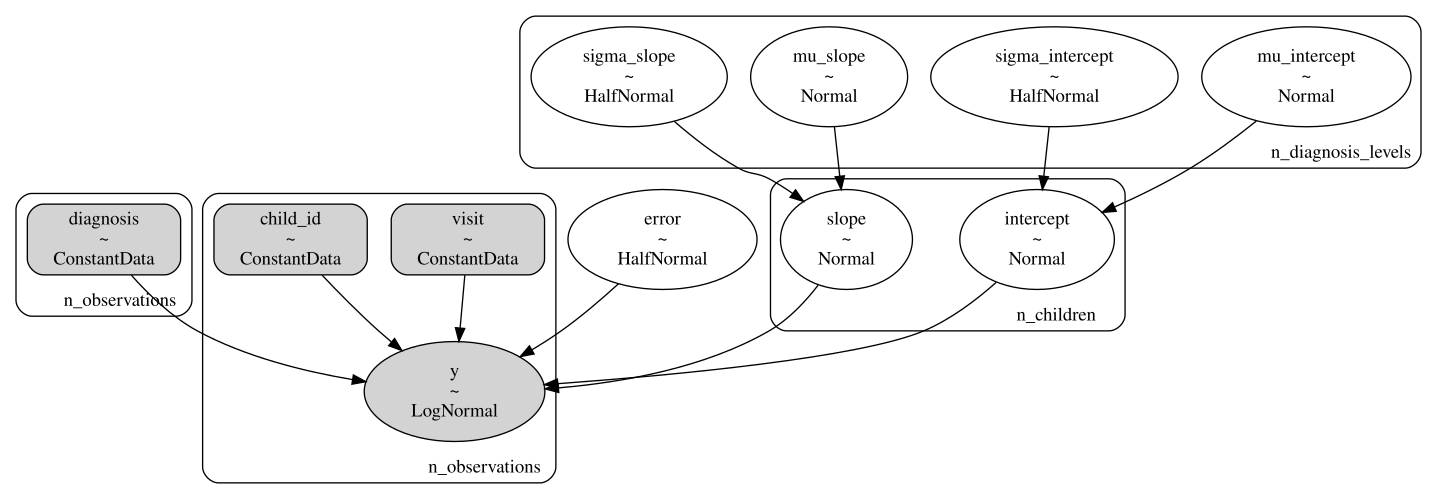 sigma_slope
~
HalfNormal
mu_slope
~
Normal
sigma_intercept
~
HalfNormal
mu_intercept
~
Normal
n_diagnosis_levels
diagnosis
~
ConstantData
n_observations
child_id
~
ConstantData
visit
~
ConstantData
error
~
HalfNormal
slope
~
Normal
intercept
~
Normal
n_children
y
~
LogNormal
n_observations